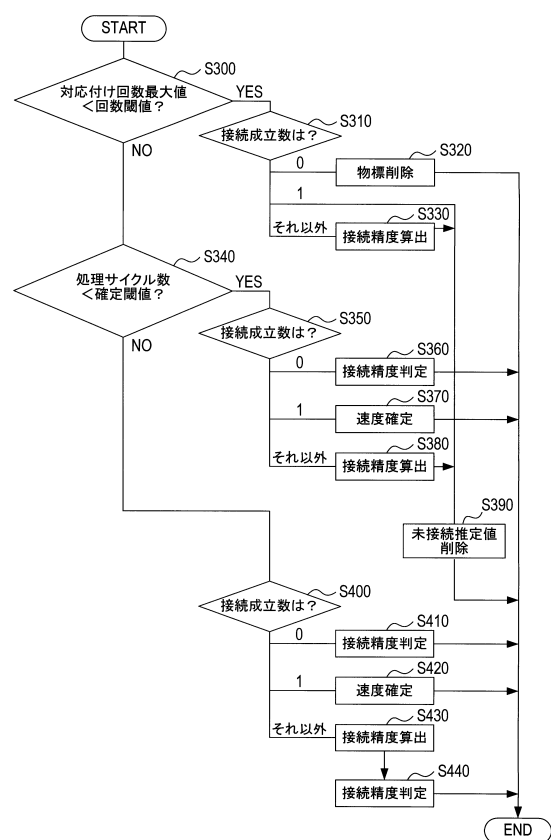 START
S300
対応付け回数最大値
<回数閾値?
YES
NO
S310
接続成立数は?
0
S320
物標削除
1
S330
それ以外
接続精度算出
S340
処理サイクル数
<確定閾値?
YES
NO
S350
接続成立数は?
S360
0
接続精度判定
S370
1
速度確定
S380
それ以外
接続精度算出
S390
未接続推定値
削除
S400
接続成立数は?
S410
0
接続精度判定
S420
1
速度確定
S430
それ以外
接続精度算出
S440
接続精度判定
END